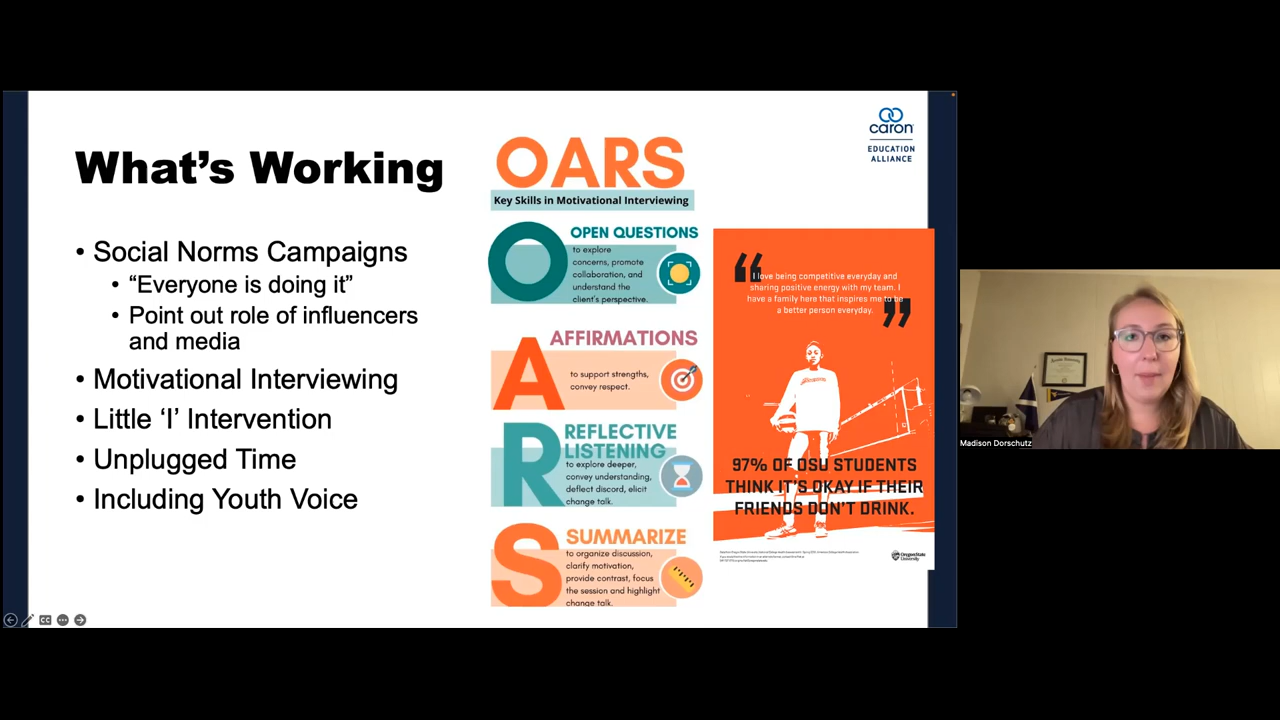 What's Working
• Social Norms Campaigns
• “Everyone is doing it”
• Point out role of influencers
and media
• Motivational Interviewing
• Little ‘I’ Intervention
• Unplugged Time
• Including Youth Voice
OARS
Key Skills in Motivational Interviewing
O
OPEN QUESTIONS
to explore
concerns, promote
collaboration, and
understand the
client's perspective.
A
AFFIRMATIONS
to support strengths,
convey respect.
R
REFLECTIVE
LISTENING
to explore deeper,
convey understanding,
deflect discord, elicit
change talk.
S
SUMMARIZE
to organize discussion,
clarify motivation,
provide contrast, focus
the session and highlight
change talk.
caron
EDUCATION
ALLIANCE
“
I love being competitive everyday and
sharing positive energy with my team. I
have a family here that inspires me to be
a better person everyday.
”
97% OF OSU STUDENTS
THINK IT'S OKAY IF THEIR
FRIENDS DON'T DRINK.
Oregon State
University
CC
Madison Dorschutz